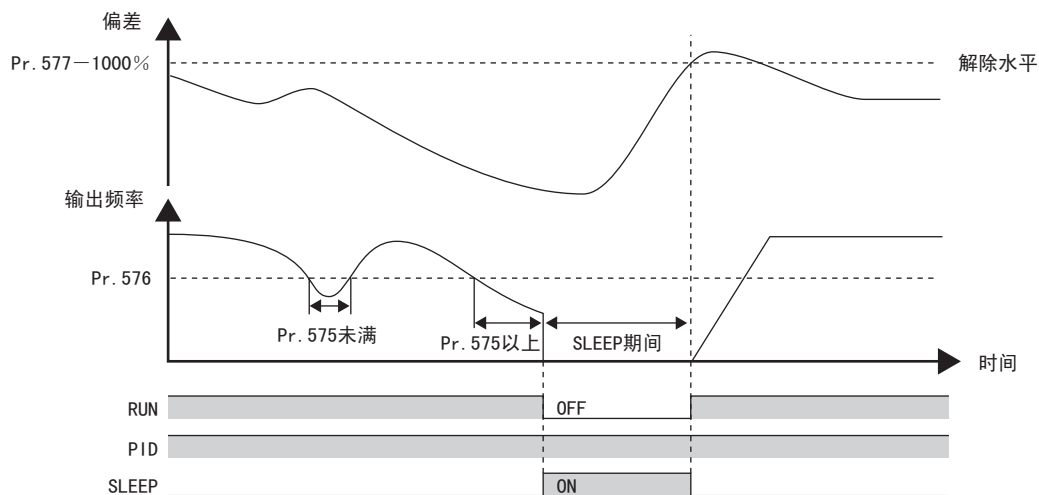 偏差
Pr.577－1000％
解除水平
输出频率
Pr.576
Pr.575未满
Pr.575以上
SLEEP期间
时间
RUN
OFF
PID
SLEEP
ON